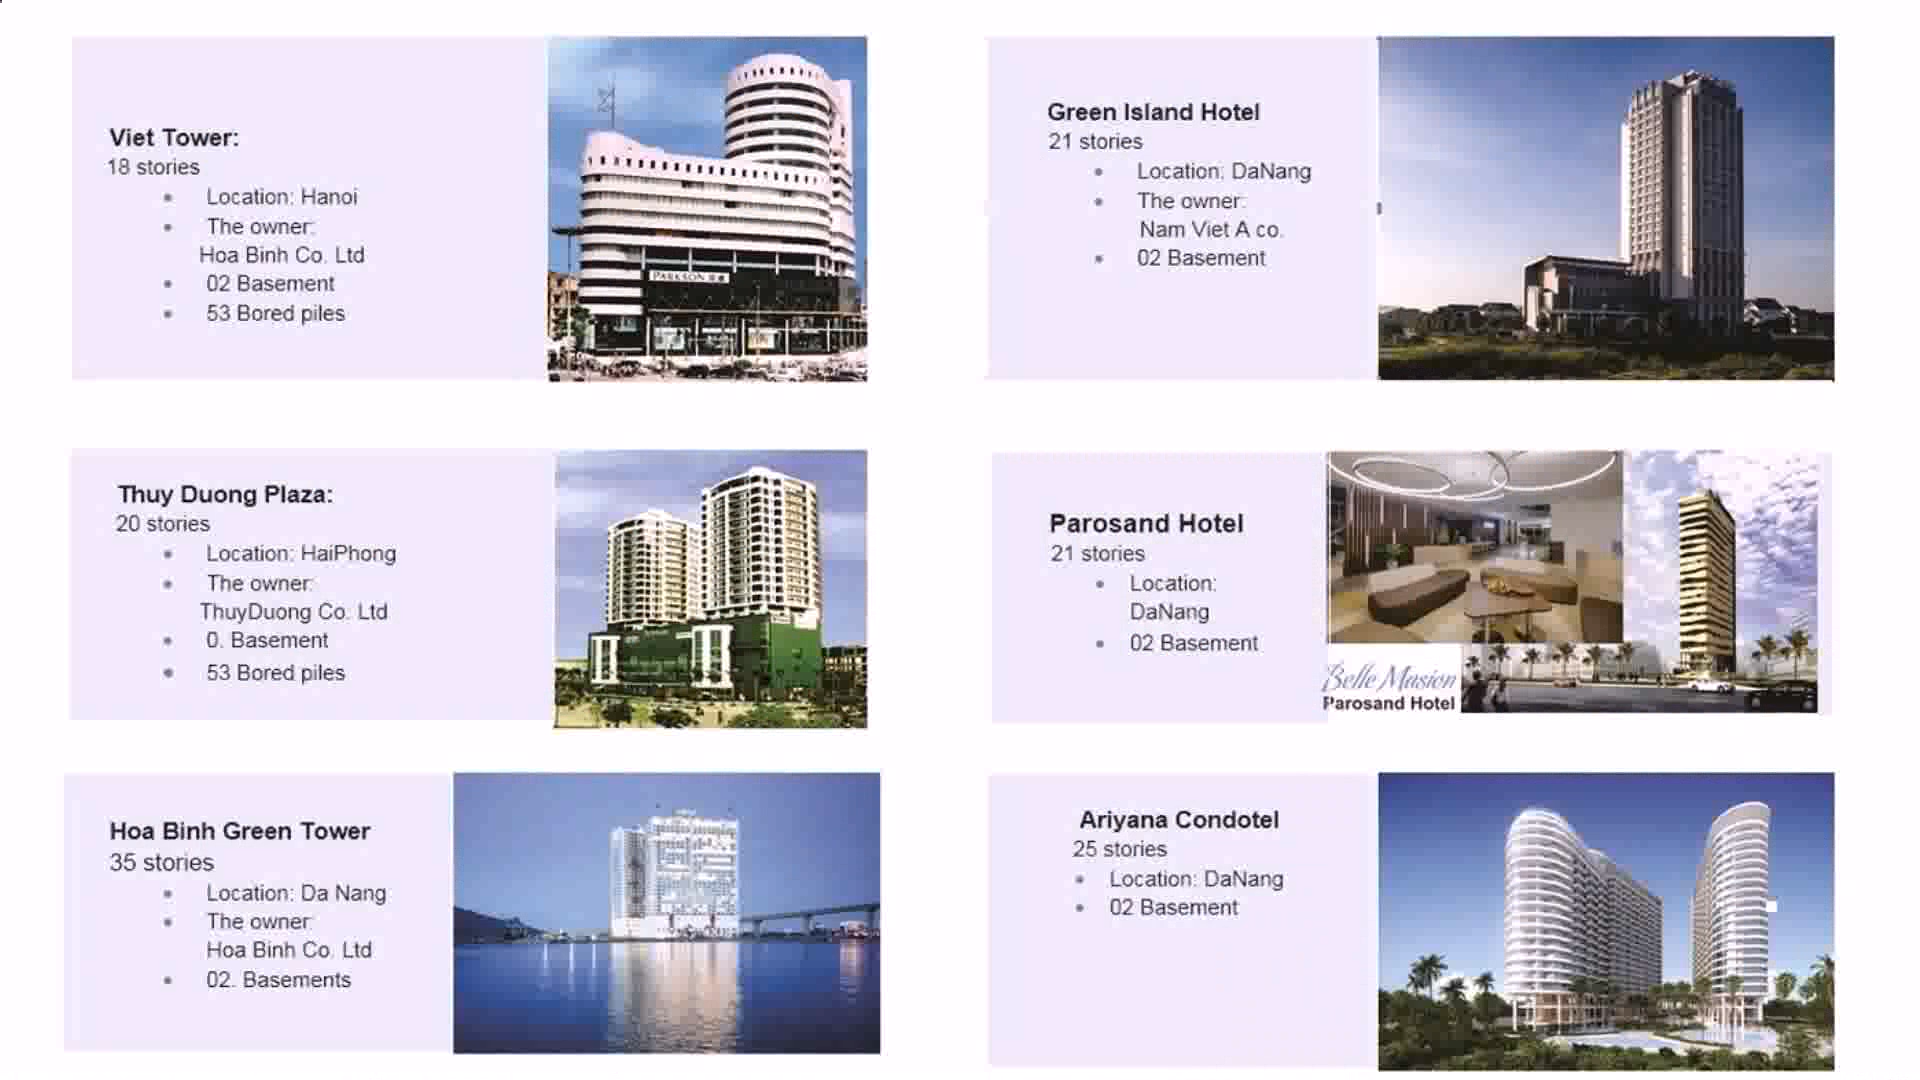 Viet Tower:
18 stories
Location: Hanoi
The owner:
Hoa Binh Co. Ltd
02 Basement
53 Bored piles
PARKSON
Green Island Hotel
21 stories
Location: DaNang
The owner:
Nam Viet A co.
02 Basement
Thuy Duong Plaza:
20 stories
Location: HaiPhong
The owner:
ThuyDuong Co. Ltd
0. Basement
53 Bored piles
Parosand Hotel
21 stories
Location:
DaNang
02 Basement
Belle Masion
Parosand Hotel
Hoa Binh Green Tower
35 stories
Location: Da Nang
The owner:
Hoa Binh Co. Ltd
02. Basements
Ariyana Condotel
25 stories
Location: DaNang
02 Basement